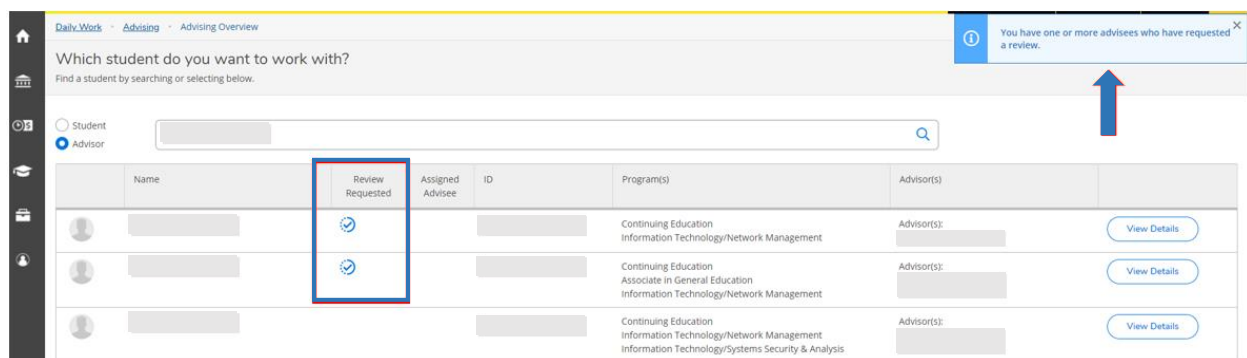 Daily Work · Advising · Advising Overview
You have one or more advisees who have requested
a review.
Which student do you want to work with?
Find a student by searching or selecting below.
Student
Advisor
Name
Review
Requested
Assigned
Advisee
ID
Program(s)
Advisor(s)
Continuing Education
Information Technology/Network Management
Advisor(s):
View Details
Continuing Education
Associate in General Education
Information Technology/Network Management
Advisor(s):
View Details
Continuing Education
Information Technology/Network Management
Information Technology/Systems Security & Analysis
Advisor(s):
View Details